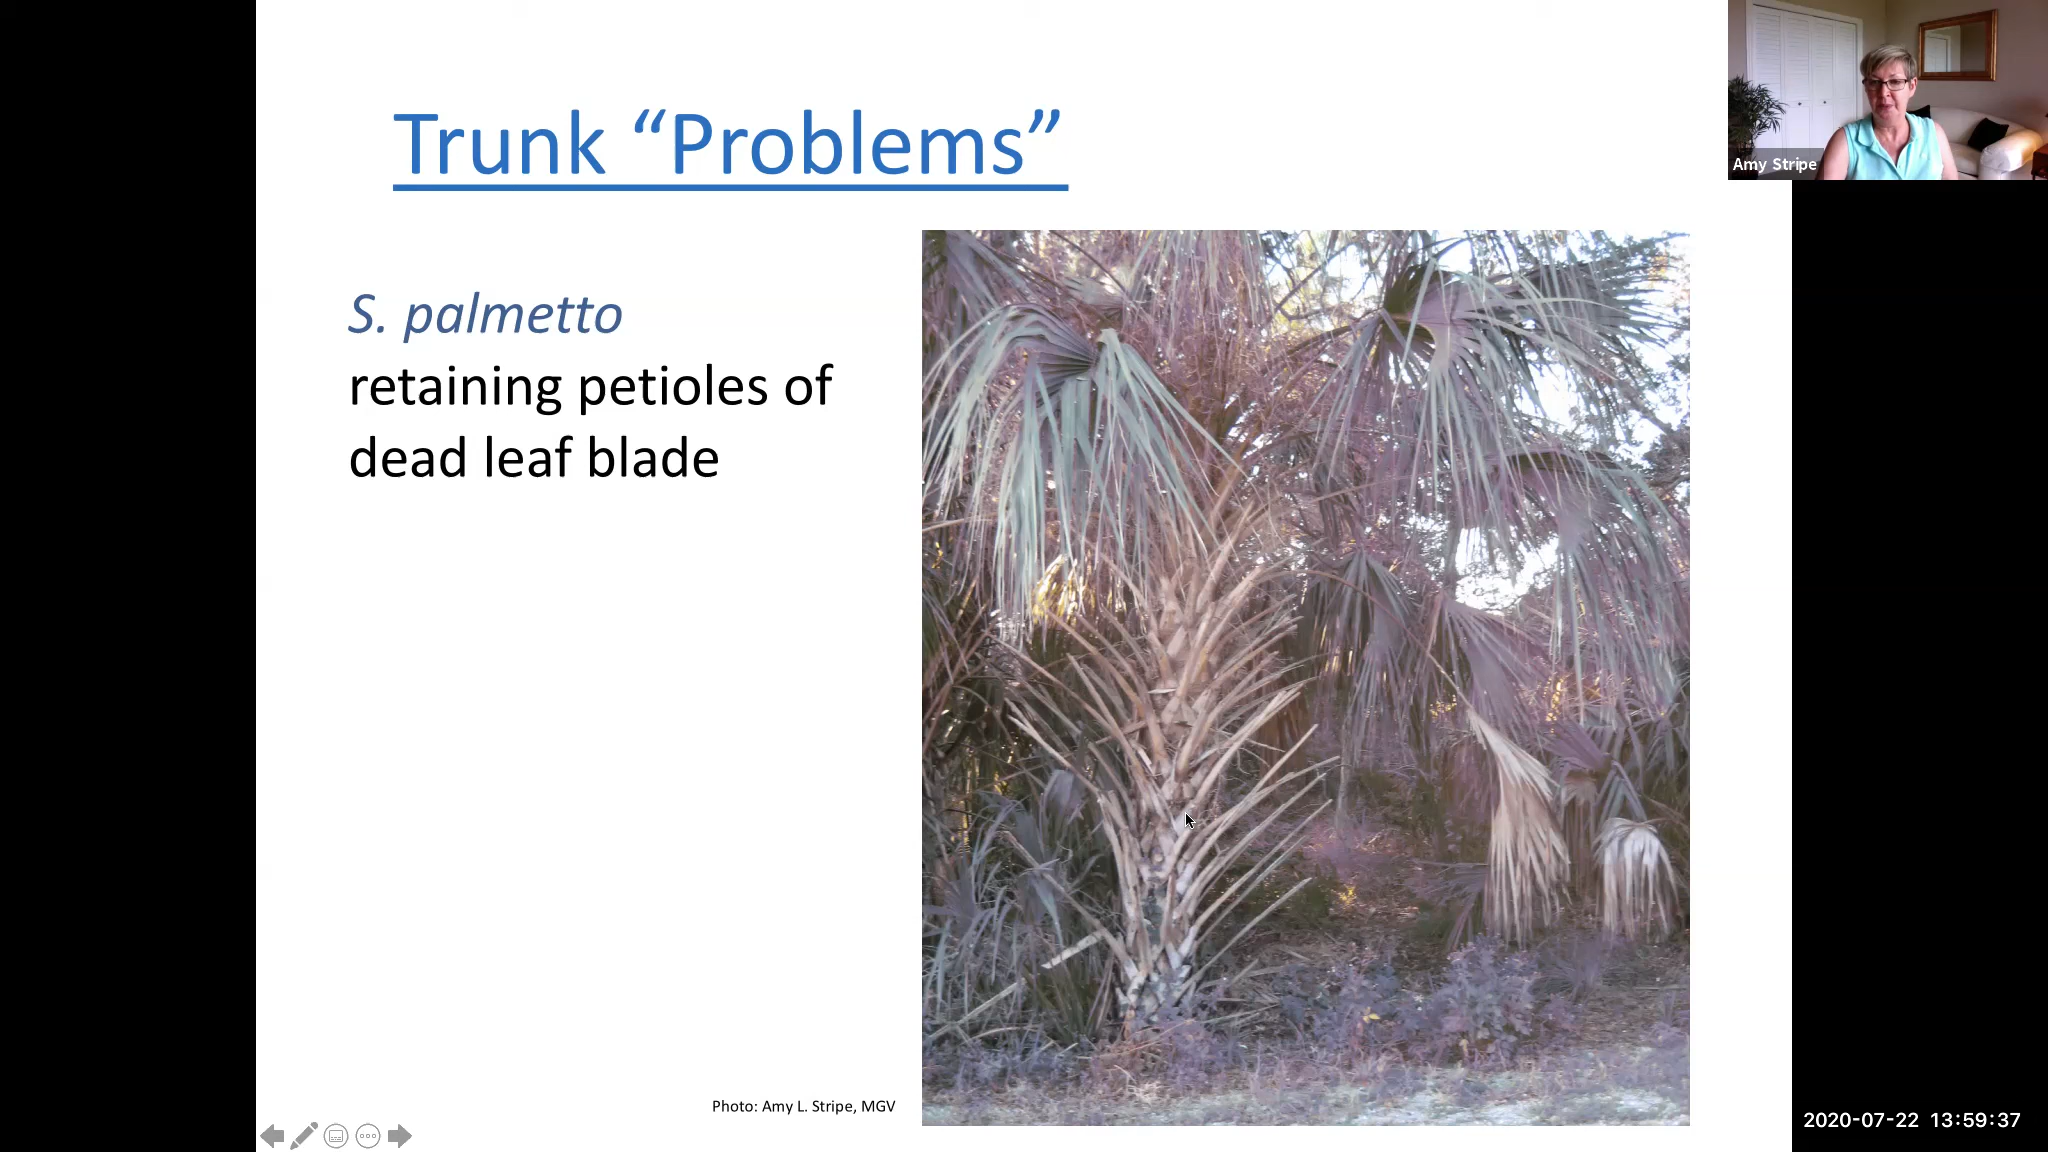 Trunk “Problems”
Amy Stripe
S. palmetto
retaining petioles of
dead leaf blade
Photo: Amy L. Stripe, MGV
2020-07-22 13:59:37